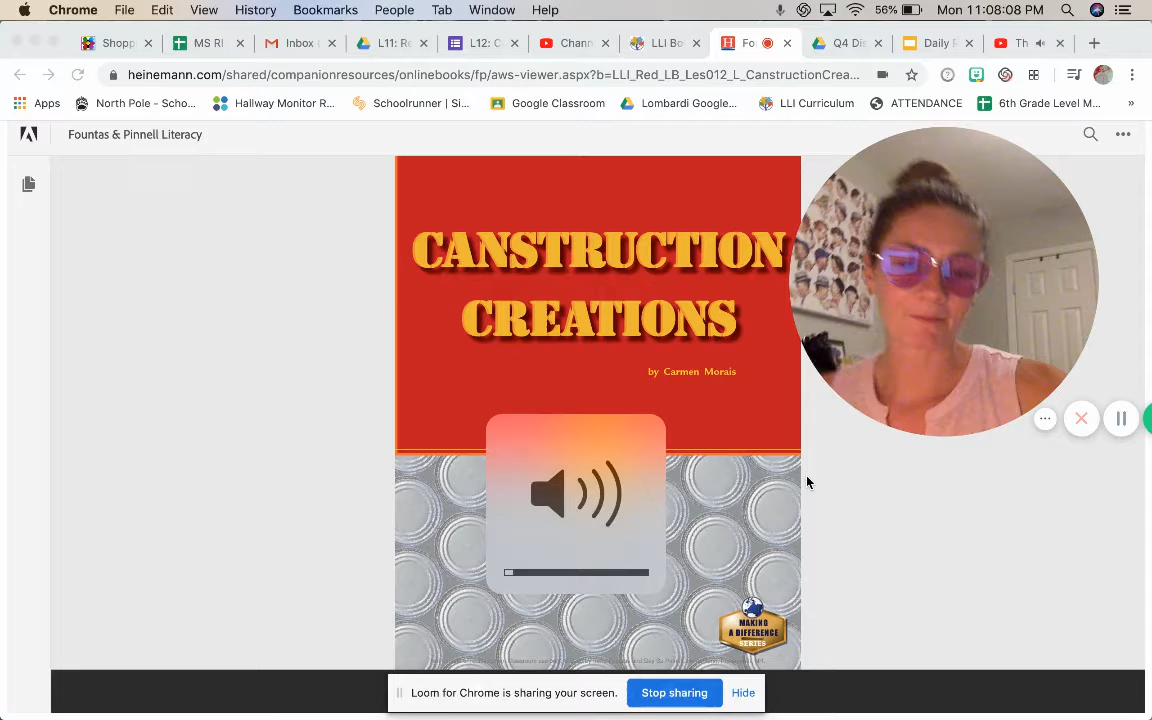 Chrome File Edit View History Bookmarks People Tab Window Help 56% Mon 11:08:08 PM
Shopp MS RI Inbox ( L11: Re L12: C Chann LLI Bo Fo Q4 Dis Daily R Th
heinemann.com/shared/companionresources/onlinebooks/fp/aws-viewer.aspx?b=LLI_Red_LB_Les012_L_CanstructionCrea...
Apps North Pole - Scho... Hallway Monitor R... Schoolrunner | Si... Google Classroom Lombardi Google... LLI Curriculum ATTENDANCE 6th Grade Level M... »
Fountas & Pinnell Literacy
CANSTRUCTION
CREATIONS
by Carmen Morais
MAKING
A DIFFERENCE
SERIES
Loom for Chrome is sharing your screen. Stop sharing Hide